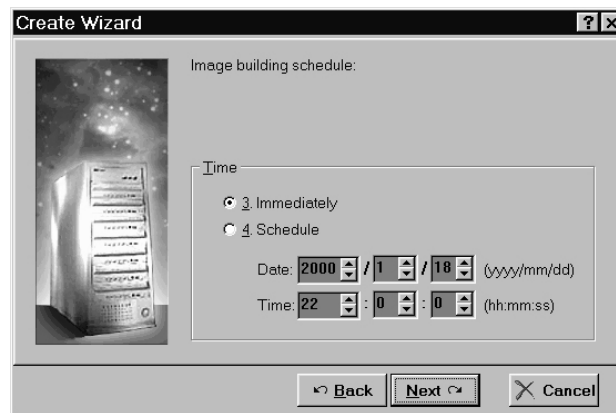 Create Wizard
Image building schedule:
Time
3. Immediately
4. Schedule
Date: 2000 / 1 / 18 (yyyy/mm/dd)
Time: 22 : 0 : 0 (hh:mm:ss)
Back Next Cancel